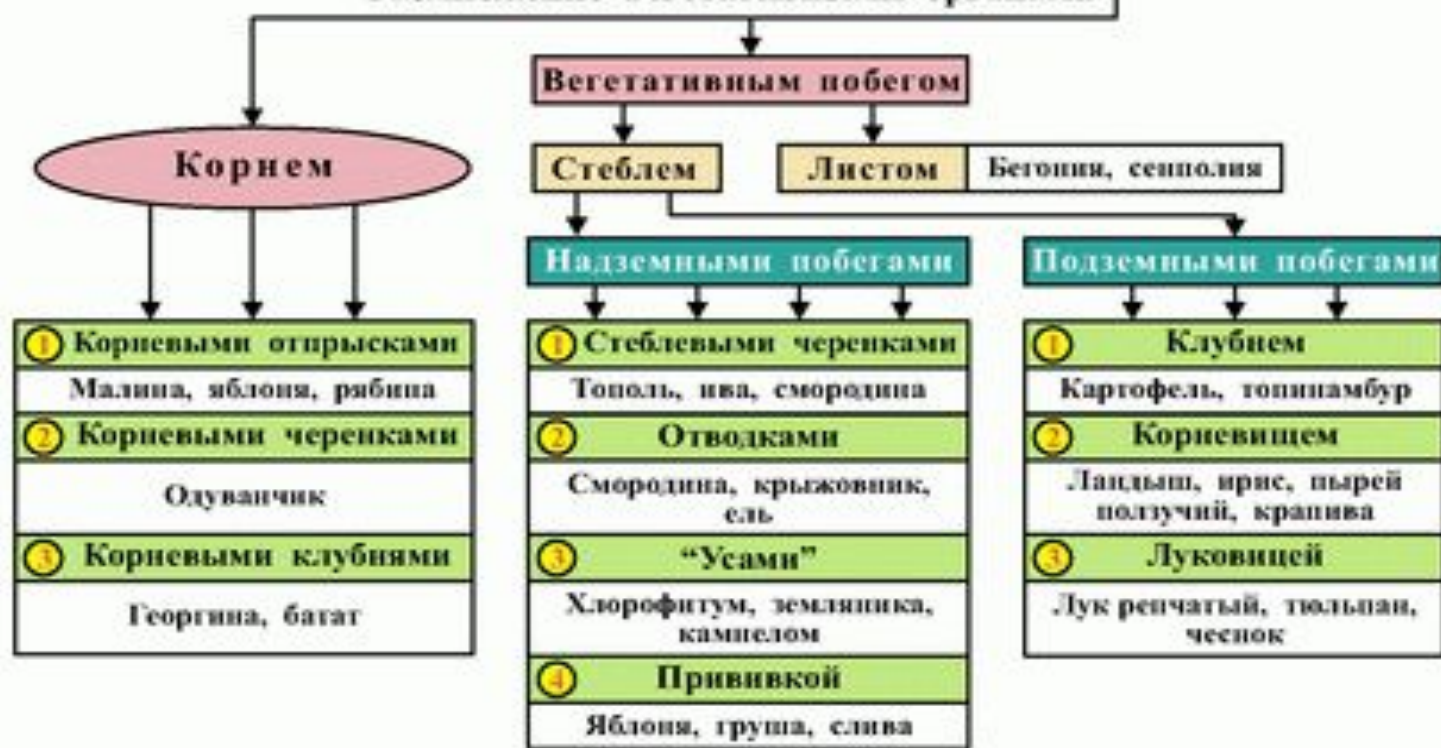 Вегетативным побегом
Корнем
Стеблем
Листом
Бегония, сенполия
Надземными побегами
Подземными побегами
1 Корневыми отпрысками
Малина, яблоня, рябина
2 Корневыми черенками
Одуванчик
3 Корневыми клубнями
Георгина, батат
1 Стеблевыми черенками
Тополь, ива, смородина
2 Отводками
Смородина, крыжовник,
ель
3 “Усами”
Хлорофитум, земляника,
камнелом
4 Прививкой
Яблоня, груша, слива
1 Клубнем
Картофель, топинамбур
2 Корневищем
Ландыш, ирис, пырей
ползучий, крапива
3 Луковицей
Лук репчатый, тюльпан,
чеснок